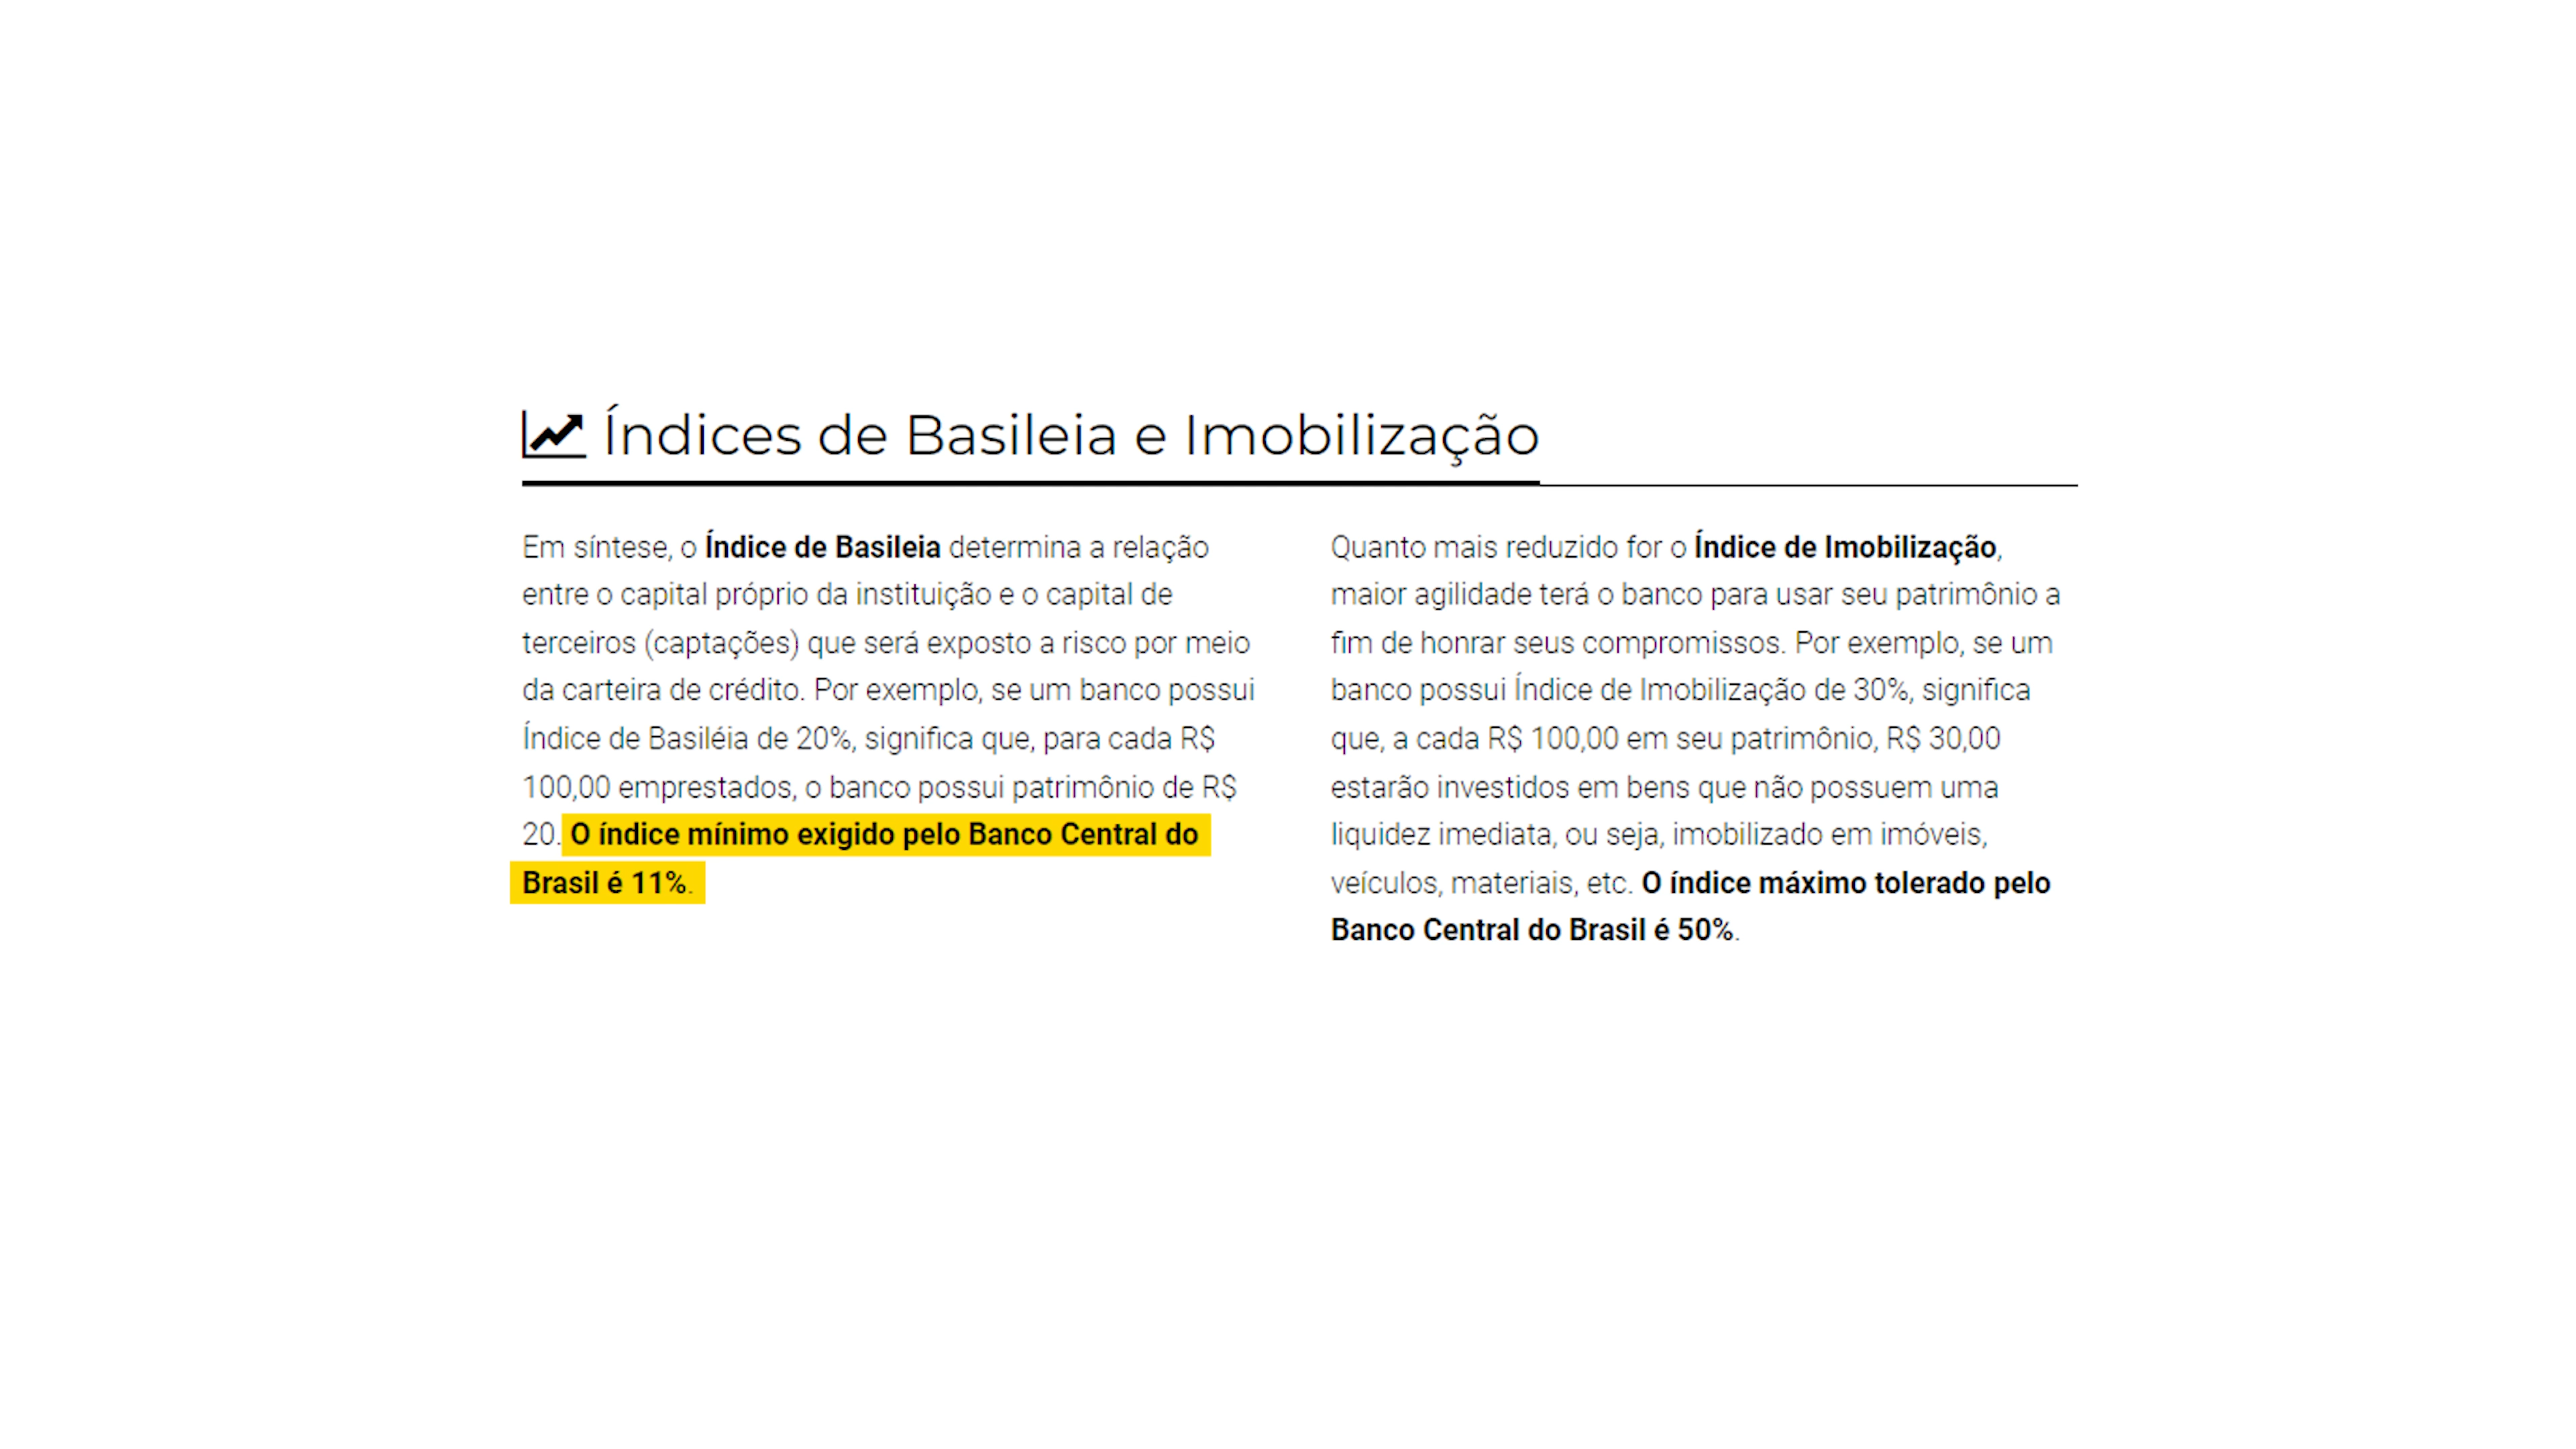 Índices de Basileia e Imobilização
Em síntese, o Índice de Basileia determina a relação
entre o capital próprio da instituição e o capital de
terceiros (captações) que será exposto a risco por meio
da carteira de crédito. Por exemplo, se um banco possui
Índice de Basiléia de 20%, significa que, para cada R$
100,00 emprestados, o banco possui patrimônio de R$
20. O índice mínimo exigido pelo Banco Central do
Brasil é 11%.
Quanto mais reduzido for o Índice de Imobilização,
maior agilidade terá o banco para usar seu patrimônio a
fim de honrar seus compromissos. Por exemplo, se um
banco possui Índice de Imobilização de 30%, significa
que, a cada R$ 100,00 em seu patrimônio, R$ 30,00
estarão investidos em bens que não possuem uma
liquidez imediata, ou seja, imobilizado em imóveis,
veículos, materiais, etc. O índice máximo tolerado pelo
Banco Central do Brasil é 50%.